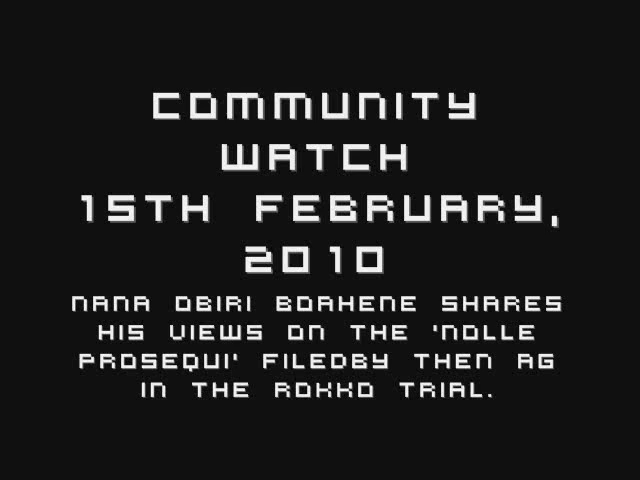 COMMUNITY
WATCH
15TH FEBRUARY,
2010
NANA OBIRI BOAHENE SHARES
HIS VIEWS ON THE 'NOLLE
PROSEQUI' FILEDBY THEN AG
IN THE ROKKO TRIAL.